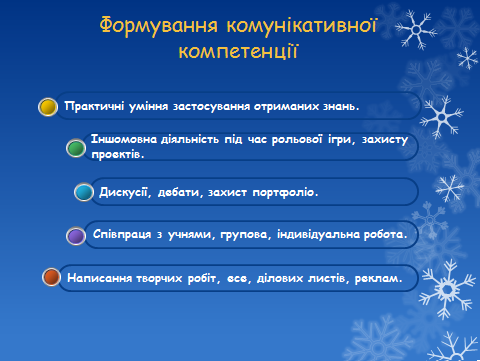 Формування комунікативної
компетенції
Практичні уміння застосування отриманих знань.
Іншомовна діяльність під час рольової ігри, захисту
проектів.
Дискусії, дебати, захист портфоліо.
Співпраця з учнями, групова, індивідуальна робота.
Написання творчих робіт, есе, ділових листів, реклам.